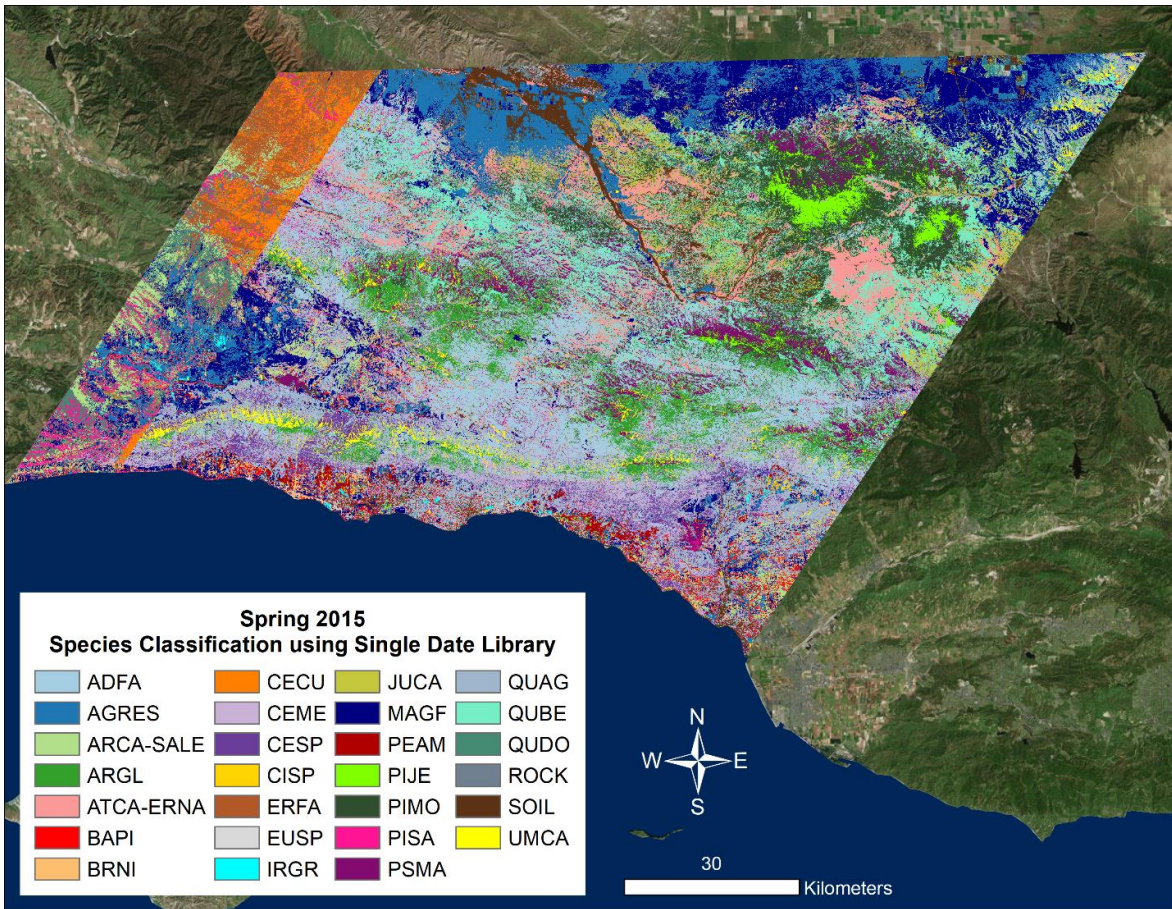 Spring 2015
Species Classification using Single Date Library
ADFA
AGRES
ARCA-SALE
ARGL
ATCA-ERNA
BAPI
BRNI
CECU
CEME
CESP
CISP
ERFA
EUSP
IRGR
JUCA
MAGF
PEAM
PIJE
PIMO
PISA
PSMA
QUAG
QUBE
QUDO
ROCK
SOIL
UMCA
N
W E
S
30
Kilometers